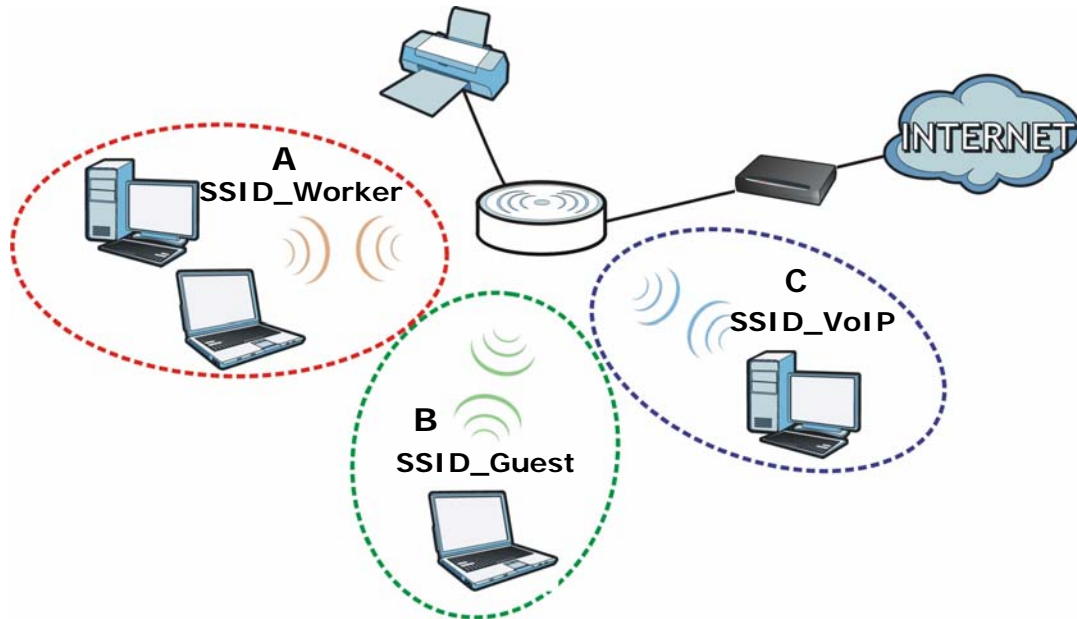 INTERNET
A
SSID_Worker
C
SSID_VoIP
B
SSID_Guest